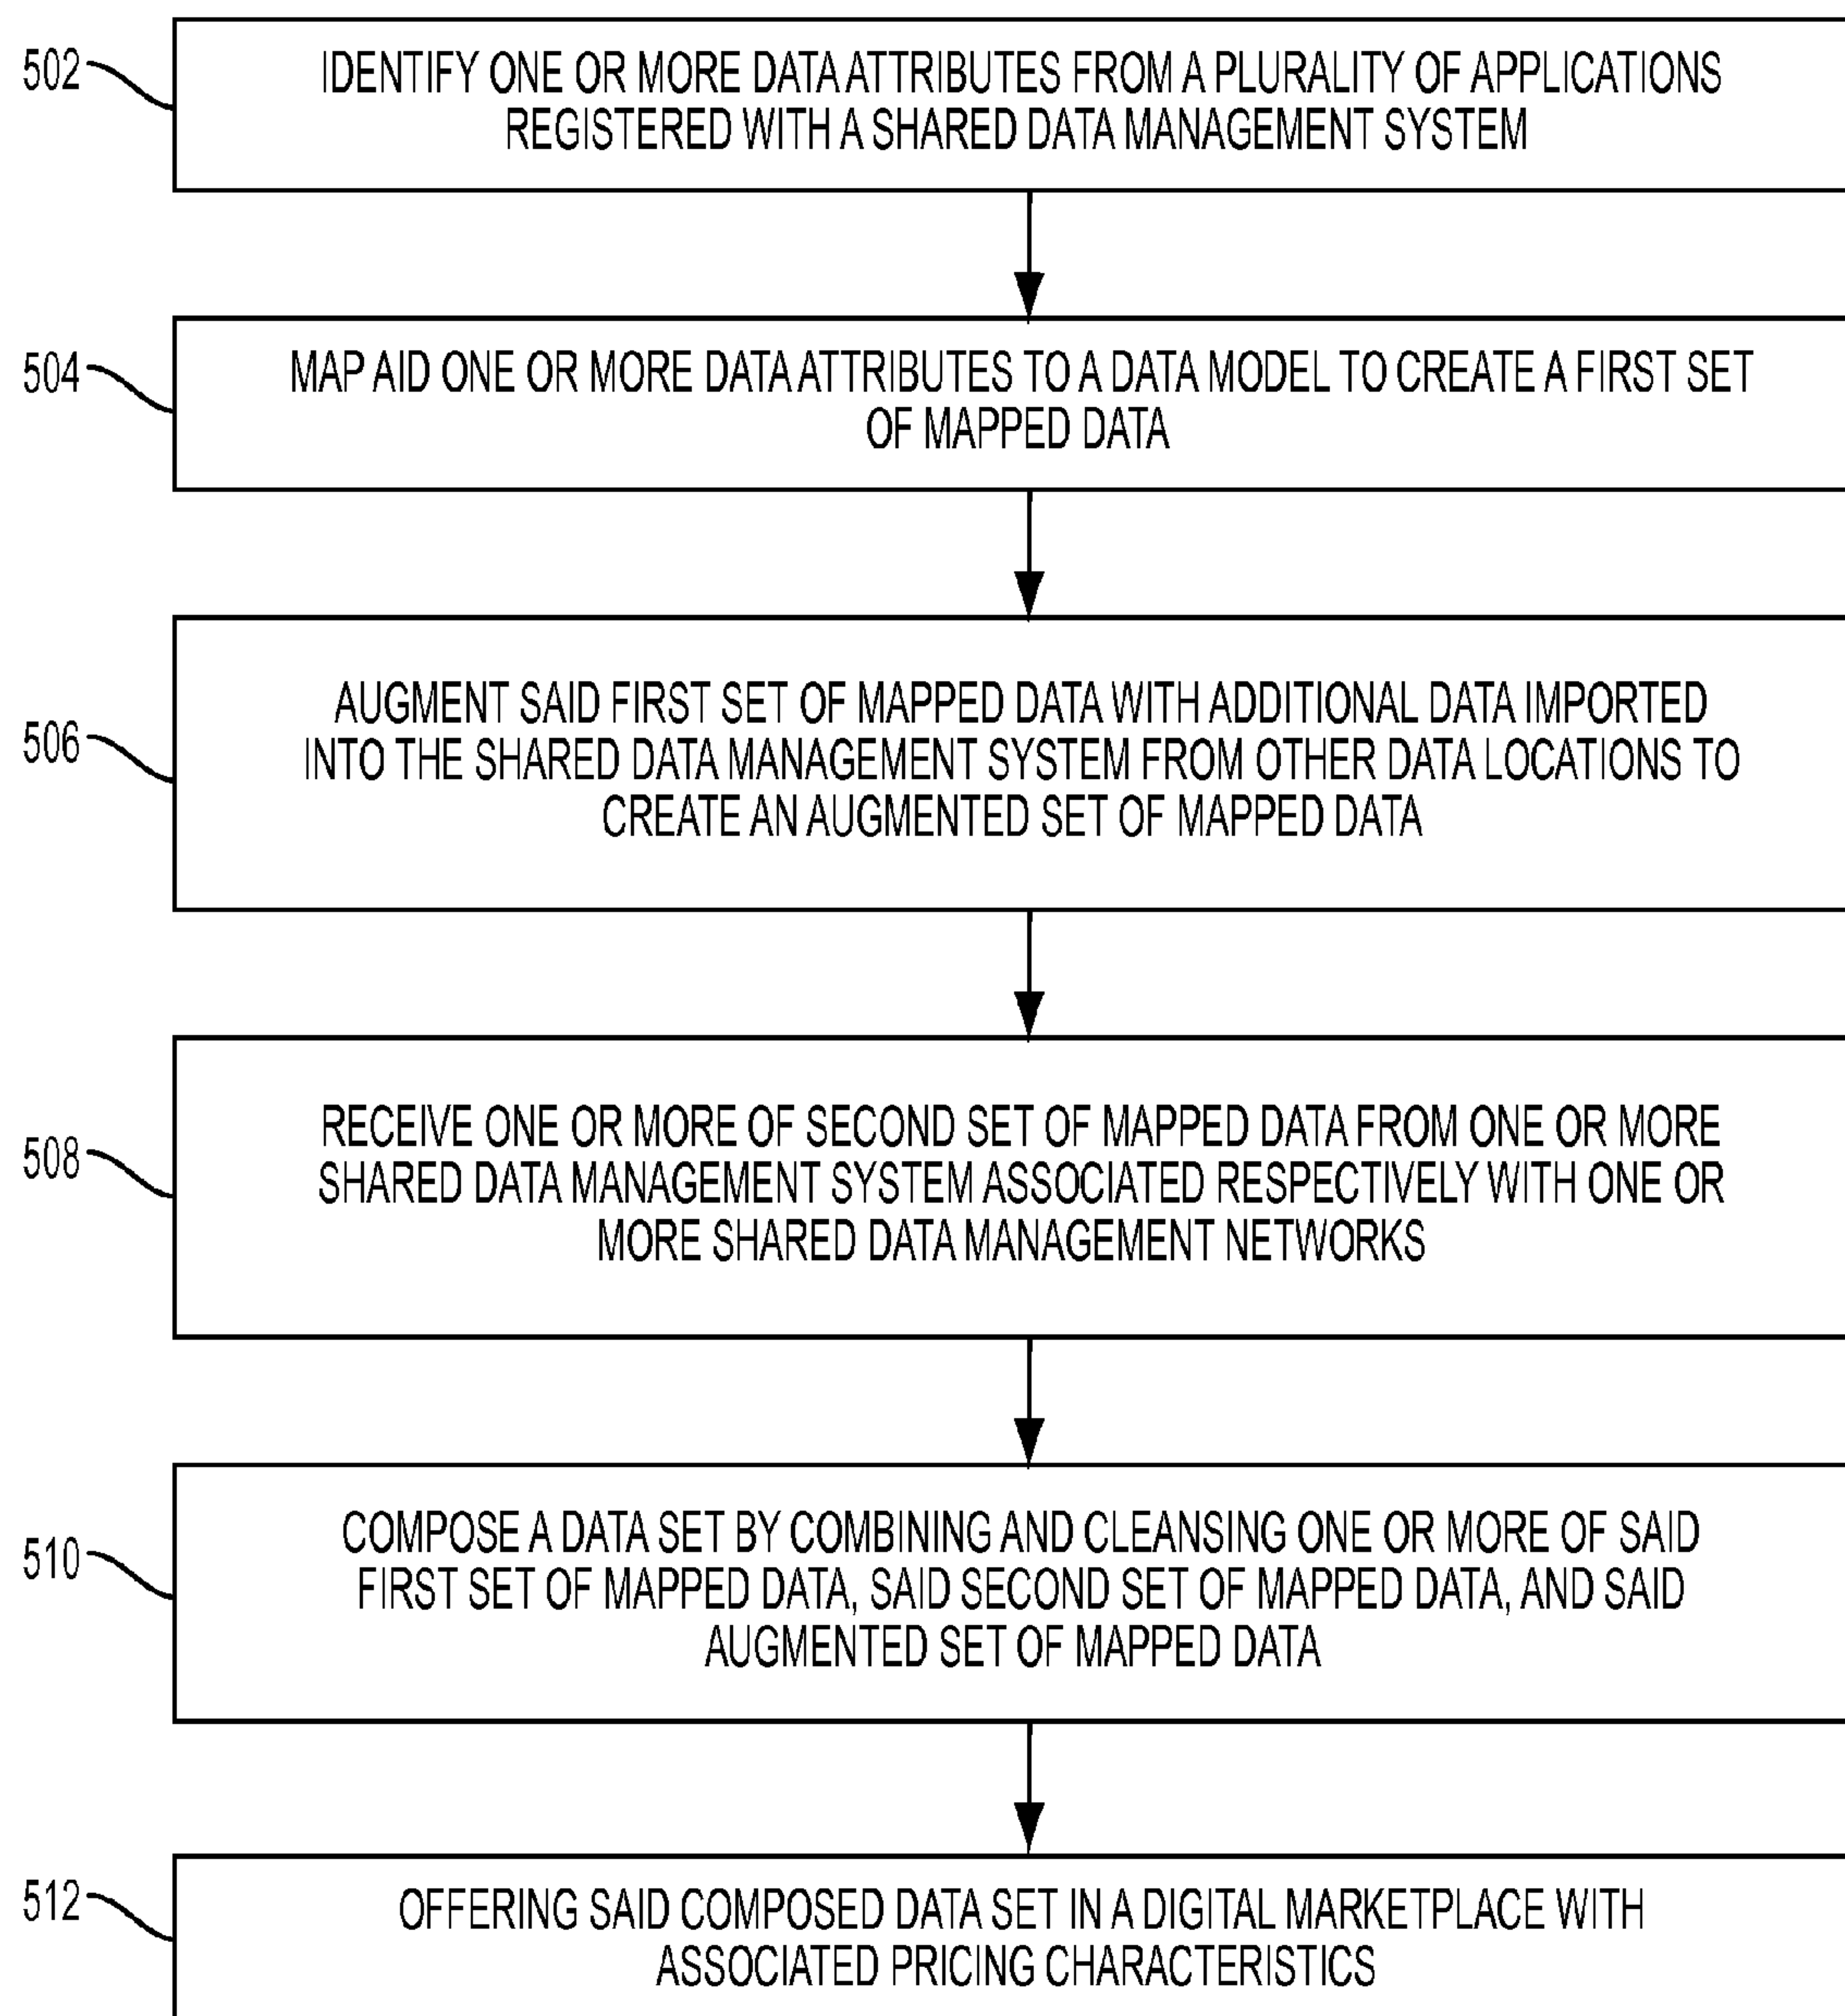 502
IDENTIFY ONE OR MORE DATA ATTRIBUTES FROM A PLURALITY OF APPLICATIONS
REGISTERED WITH A SHARED DATA MANAGEMENT SYSTEM
504
MAP AID ONE OR MORE DATA ATTRIBUTES TO A DATA MODEL TO CREATE A FIRST SET
OF MAPPED DATA
506
AUGMENT SAID FIRST SET OF MAPPED DATA WITH ADDITIONAL DATA IMPORTED
INTO THE SHARED DATA MANAGEMENT SYSTEM FROM OTHER DATA LOCATIONS TO
CREATE AN AUGMENTED SET OF MAPPED DATA
508
RECEIVE ONE OR MORE OF SECOND SET OF MAPPED DATA FROM ONE OR MORE
SHARED DATA MANAGEMENT SYSTEM ASSOCIATED RESPECTIVELY WITH ONE OR
MORE SHARED DATA MANAGEMENT NETWORKS
510
COMPOSE A DATA SET BY COMBINING AND CLEANSING ONE OR MORE OF SAID
FIRST SET OF MAPPED DATA, SAID SECOND SET OF MAPPED DATA, AND SAID
AUGMENTED SET OF MAPPED DATA
512
OFFERING SAID COMPOSED DATA SET IN A DIGITAL MARKETPLACE WITH
ASSOCIATED PRICING CHARACTERISTICS